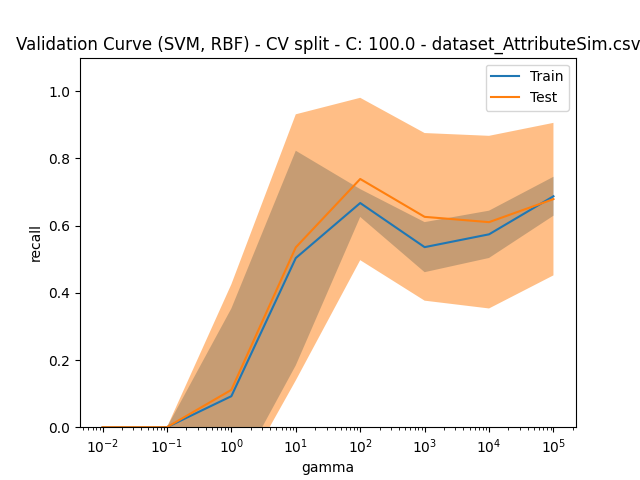 Validation Curve (SVM, RBF) - CV split - C: 100.0 - dataset_AttributeSim.csv
Train
Test
1.0
0.8
0.6
0.4
0.2
0.0
recall
10⁻² 10⁻¹ 10⁰ 10¹ 10² 10³ 10⁴ 10⁵
gamma